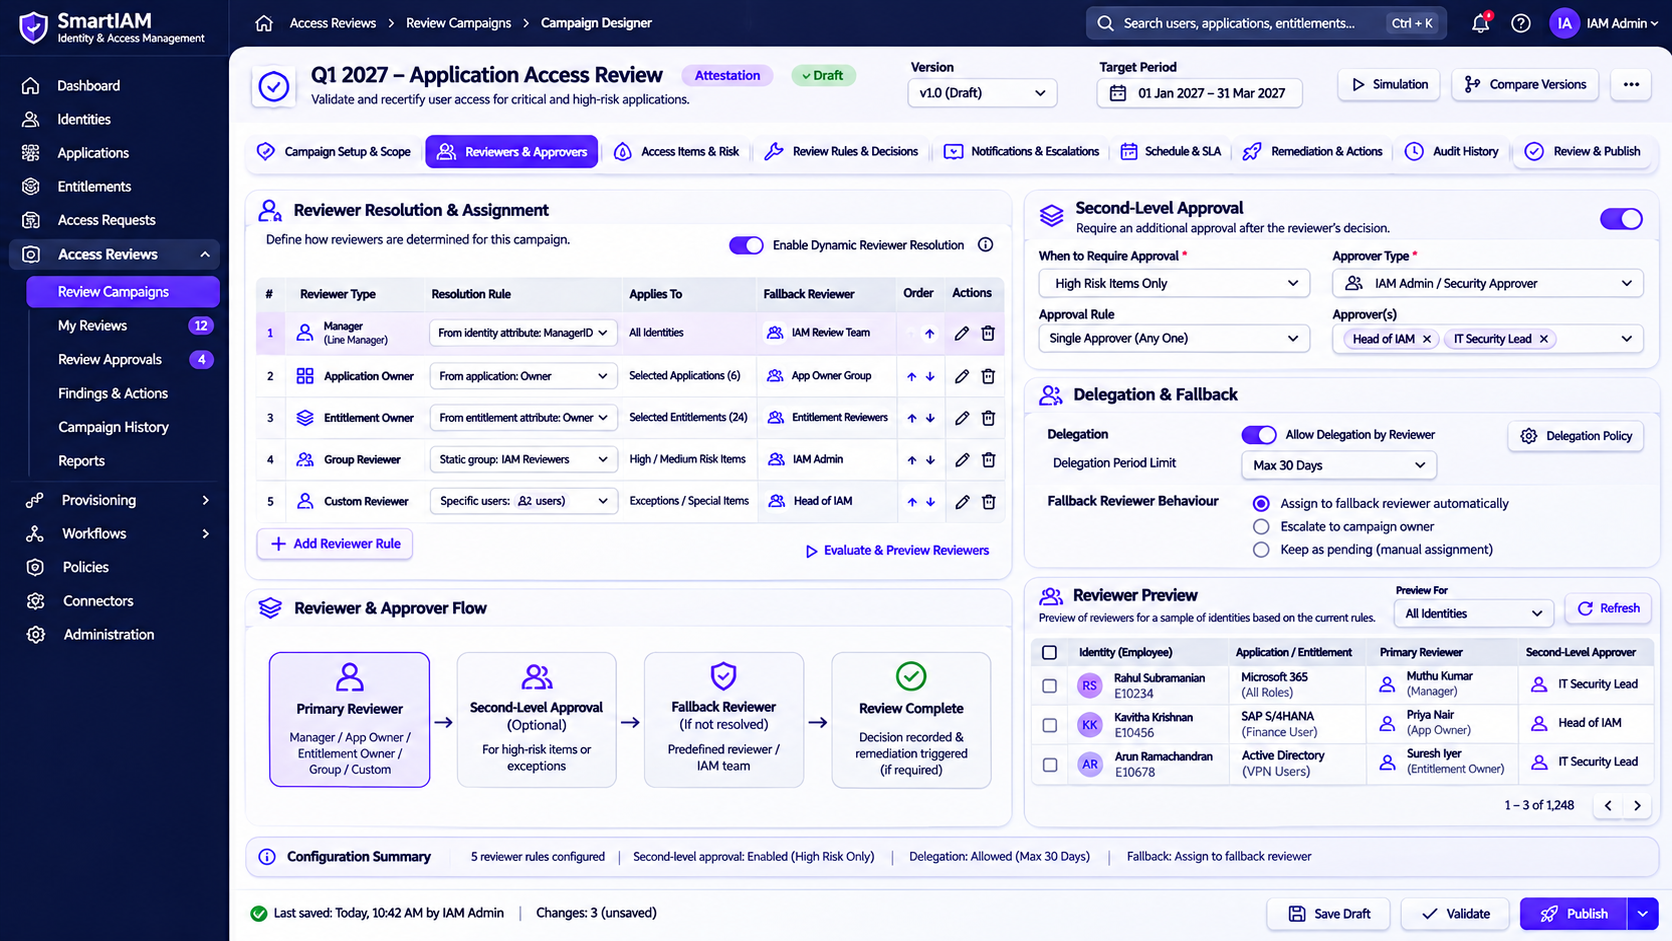 SmartIAM
Identity & Access Management
Access Reviews > Review Campaigns > Campaign Designer
Search users, applications, entitlements...
Ctrl + K
IA
IAM Admin
Dashboard
Identities
Applications
Entitlements
Access Requests
Access Reviews
Review Campaigns
My Reviews 12
Review Approvals 4
Findings & Actions
Campaign History
Reports
Provisioning
Workflows
Policies
Connectors
Administration
Q1 2027 – Application Access Review
Attestation
Draft
Validate and recertify user access for critical and high-risk applications.
Version
v1.0 (Draft)
Target Period
01 Jan 2027 – 31 Mar 2027
Simulation
Compare Versions
Campaign Setup & Scope
Reviewers & Approvers
Access Items & Risk
Review Rules & Decisions
Notifications & Escalations
Schedule & SLA
Remediation & Actions
Audit History
Review & Publish
Reviewer Resolution & Assignment
Define how reviewers are determined for this campaign.
Enable Dynamic Reviewer Resolution
# Reviewer Type Resolution Rule Applies To Fallback Reviewer Order Actions
1 Manager (Line Manager) From identity attribute: ManagerID All Identities IAM Review Team
2 Application Owner From application: Owner Selected Applications (6) App Owner Group
3 Entitlement Owner From entitlement attribute: Owner Selected Entitlements (24) Entitlement Reviewers
4 Group Reviewer Static group: IAM Reviewers High / Medium Risk Items IAM Admin
5 Custom Reviewer Specific users: 2 users) Exceptions / Special Items Head of IAM
+ Add Reviewer Rule
Evaluate & Preview Reviewers
Reviewer & Approver Flow
Primary Reviewer
Manager / App Owner /
Entitlement Owner /
Group / Custom
Second-Level Approval
(Optional)
For high-risk items or
exceptions
Fallback Reviewer
(If not resolved)
Predefined reviewer /
IAM team
Review Complete
Decision recorded &
remediation triggered
(if required)
Second-Level Approval
Require an additional approval after the reviewer's decision.
When to Require Approval *
High Risk Items Only
Approver Type *
IAM Admin / Security Approver
Approval Rule
Single Approver (Any One)
Approver(s)
Head of IAM ×
IT Security Lead ×
Delegation & Fallback
Delegation
Allow Delegation by Reviewer
Delegation Policy
Delegation Period Limit
Max 30 Days
Fallback Reviewer Behaviour
Assign to fallback reviewer automatically
Escalate to campaign owner
Keep as pending (manual assignment)
Reviewer Preview
Preview of reviewers for a sample of identities based on the current rules.
Preview For
All Identities
Refresh
Identity (Employee) Application / Entitlement Primary Reviewer Second-Level Approver
RS Rahul Subramanian Microsoft 365 Muthu Kumar IT Security Lead
E10234 (All Roles) (Manager)
KK Kavitha Krishnan SAP S/4HANA Priya Nair Head of IAM
E10456 (Finance User) (App Owner)
AR Arun Ramachandran Active Directory Suresh Iyer IT Security Lead
E10678 (VPN Users) (Entitlement Owner)
1 – 3 of 1,248
Configuration Summary
5 reviewer rules configured | Second-level approval: Enabled (High Risk Only) | Delegation: Allowed (Max 30 Days) | Fallback: Assign to fallback reviewer
Last saved: Today, 10:42 AM by IAM Admin | Changes: 3 (unsaved)
Save Draft
Validate
Publish